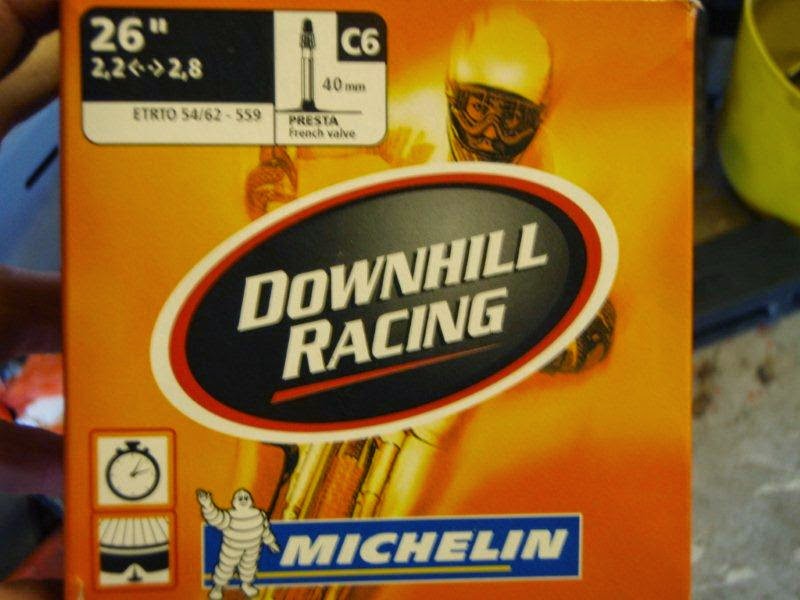 26"
2,2<->2,8
ETRTO 54/62 - 559
40 mm
C6
PRESTA
French valve
DOWNHILL
RACING
MICHELIN